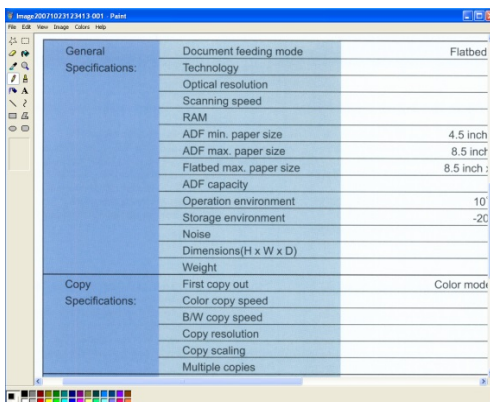 Image20071023123413-001 - Paint
File Edit View Image Colors Help
General Document feeding mode Flatbed
Specifications: Technology
Optical resolution
Scanning speed
RAM
ADF min. paper size 4.5 inch
ADF max. paper size 8.5 inch
Flatbed max. paper size 8.5 inch
ADF capacity
Operation environment 10
Storage environment -20
Noise
Dimensions(H x W x D)
Weight
Copy First copy out Color mode
Specifications: Color copy speed
B/W copy speed
Copy resolution
Copy scaling
Multiple copies